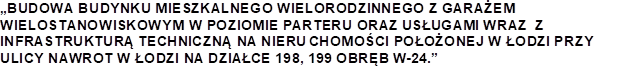 „BUDOWA BUDYNKU MIESZKALNEGO WIELORODZINNEGO Z GARAŻEM
WIELOSTANOWISKOWYM W POZIOMIE PARTERU ORAZ USŁUGAMI WRAZ Z
INFRASTRUKTURĄ TECHNICZNĄ NA NIERUCHOMOŚCI POŁOŻONEJ W ŁODZI PRZY
ULICY NAWROT W ŁODZI NA DZIAŁCE 198, 199 OBRĘB W-24.”